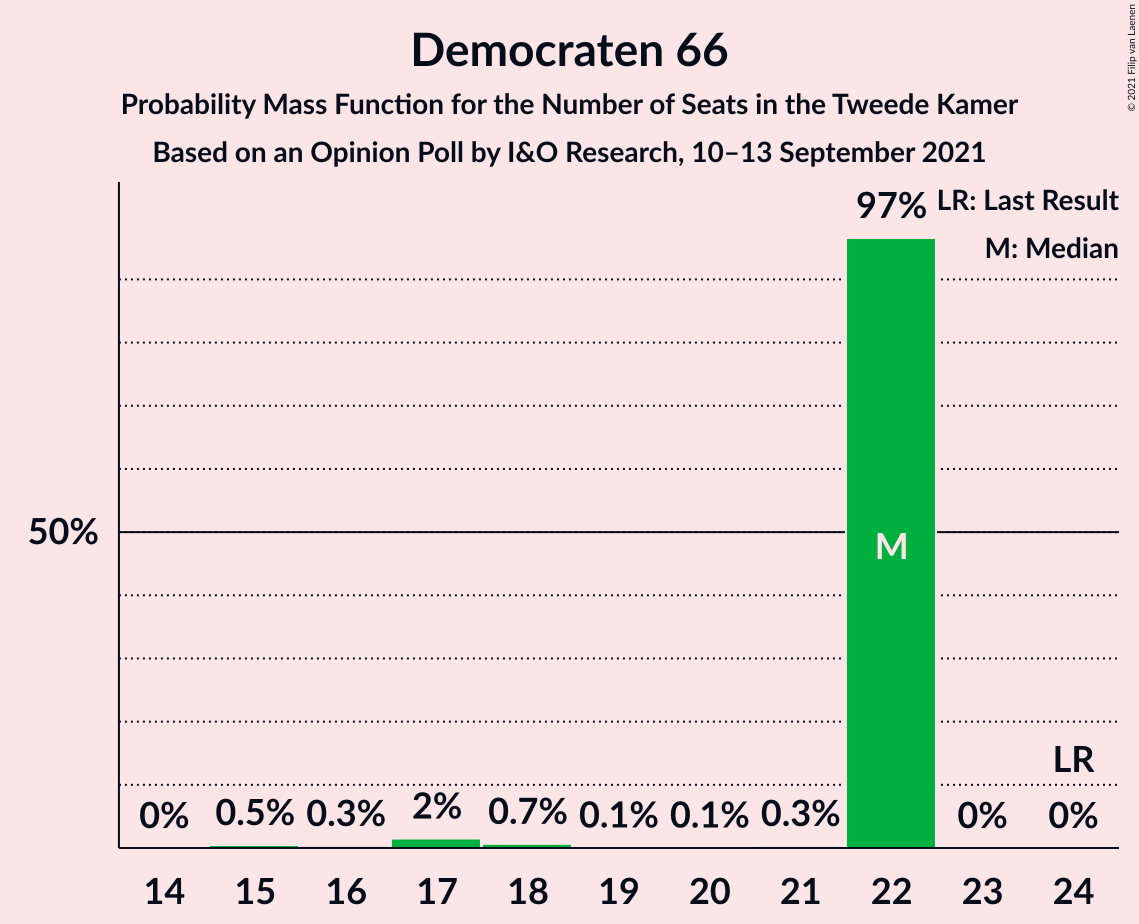 Democraten 66
Probability Mass Function for the Number of Seats in the Tweede Kamer
Based on an Opinion Poll by I&O Research, 10–13 September 2021
© 2021 Filip van Laenen
LR: Last Result
M: Median
97%
50%
M
LR
0% 0.5% 0.3% 2% 0.7% 0.1% 0.1% 0.3% 0% 0%
14 15 16 17 18 19 20 21 22 23 24